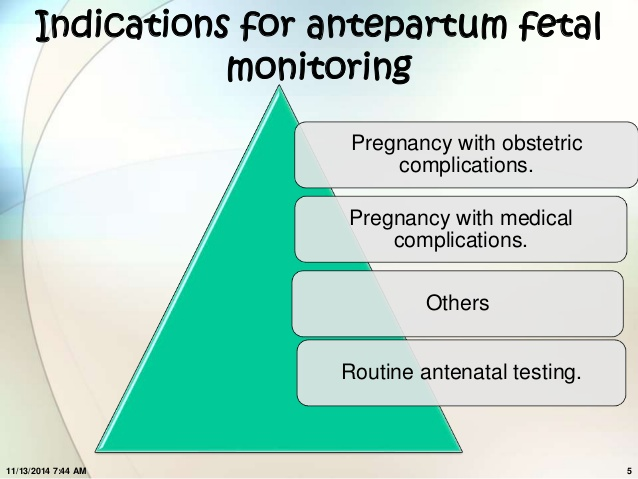 Indications for antepartum fetal
monitoring
Pregnancy with obstetric
complications.
Pregnancy with medical
complications.
Others
Routine antenatal testing.
11/13/2014 7:44 AM
5